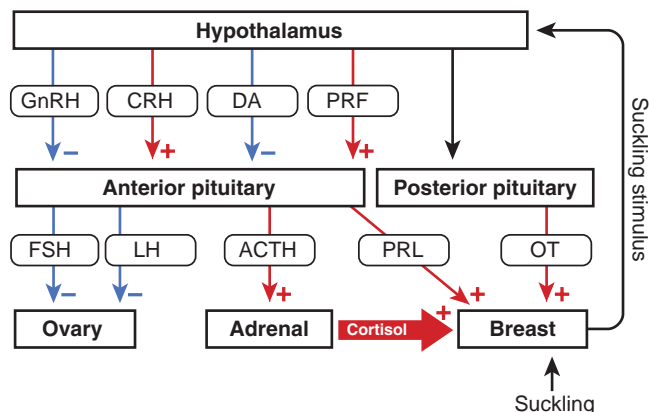 Hypothalamus
GnRH
CRH
DA
PRF
− + − +
Anterior pituitary
Posterior pituitary
FSH
LH
ACTH
PRL
OT
− − + + +
Ovary
Adrenal
Cortisol
+
Breast
Suckling stimulus
Suckling